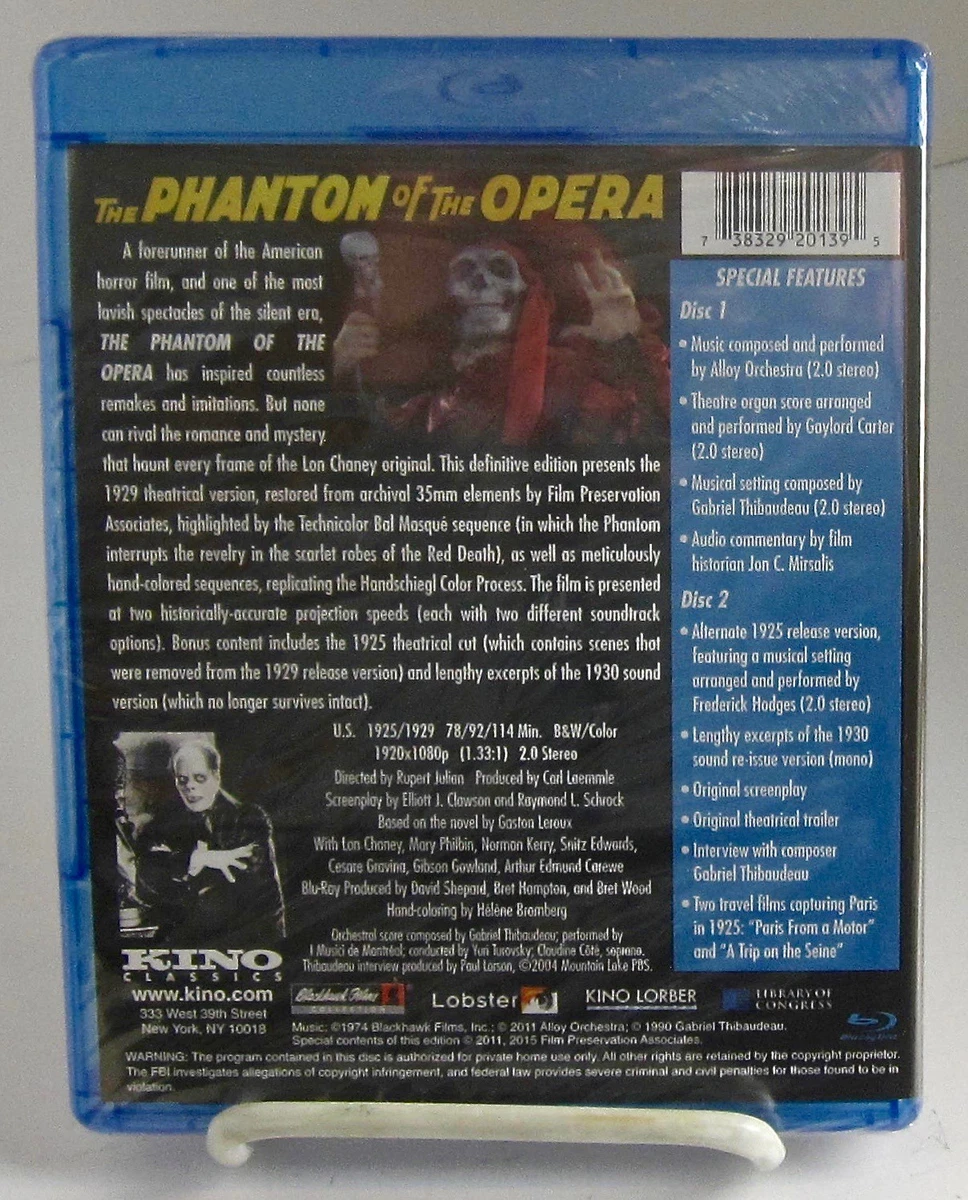 THE PHANTOM OF THE OPERA
A forerunner of the American
horror film, and one of the most
lavish spectacles of the silent era,
THE PHANTOM OF THE
OPERA has inspired countless
remakes and imitations. But none
can rival the romance and mystery
that haunt every frame of the Lon Chaney original. This definitive edition presents the
1929 theatrical version, restored from archival 35mm elements by Film Preservation
Associates, highlighted by the Technicolor Bal Masqué sequence (in which the Phantom
interrupts the revelry in the scarlet robes of the Red Death), as well as meticulously
hand-colored sequences, replicating the Handschiegl Color Process. The film is presented
at two historically-accurate projection speeds (each with two different soundtrack
options). Bonus content includes the 1925 theatrical cut (which contains scenes that
were removed from the 1929 release version) and lengthy excerpts of the 1930 sound
version (which no longer survives intact).
U.S. 1925/1929 78/92/114 Min. B&W/Color
1920x1080p (1.33:1) 2.0 Stereo
Directed by Rupert Julian Produced by Carl Laemmle
Screenplay by Elliott J. Clawson and Raymond L. Schrock
Based on the novel by Gaston Leroux
With Lon Chaney, Mary Philbin, Norman Kerry, Snitz Edwards,
Cesare Gravina, Gibson Gowland, Arthur Edmund Carewe
Blu-Ray Produced by David Shepard, Bret Hampton, and Bret Wood
Hand-coloring by Hélène Bromberg
Orchestral score composed by Gabriel Thibaudeau; performed by
I Musici de Montréal; conducted by Yuri Turovsky; Claudine Côté, soprano.
Thibaudeau interview produced by Paul Larson, ©2004 Mountain Lake PBS.
7 38329 20139 5
SPECIAL FEATURES
Disc 1
• Music composed and performed
by Alloy Orchestra (2.0 stereo)
• Theatre organ score arranged
and performed by Gaylord Carter
(2.0 stereo)
• Musical setting composed by
Gabriel Thibaudeau (2.0 stereo)
• Audio commentary by film
historian Jon C. Mirsalis
Disc 2
• Alternate 1925 release version,
featuring a musical setting
arranged and performed by
Frederick Hodges (2.0 stereo)
• Lengthy excerpts of the 1930
sound re-issue version (mono)
• Original screenplay
• Original theatrical trailer
• Interview with composer
Gabriel Thibaudeau
• Two travel films capturing Paris
in 1925: "Paris From a Motor"
and "A Trip on the Seine"
KINO
CLASSICS
www.kino.com
333 West 39th Street
New York, NY 10018
Blackhawk Films
COLLECTION
Lobster
KINO LORBER
LIBRARY OF
CONGRESS
Music: ©1974 Blackhawk Films, Inc.; © 2011 Alloy Orchestra; © 1990 Gabriel Thibaudeau.
Special contents of this edition © 2011, 2015 Film Preservation Associates.
WARNING: The program contained in this disc is authorized for private home use only. All other rights are retained by the copyright proprietor.
The FBI investigates allegations of copyright infringement, and federal law provides severe criminal and civil penalties for those found to be in
violation.